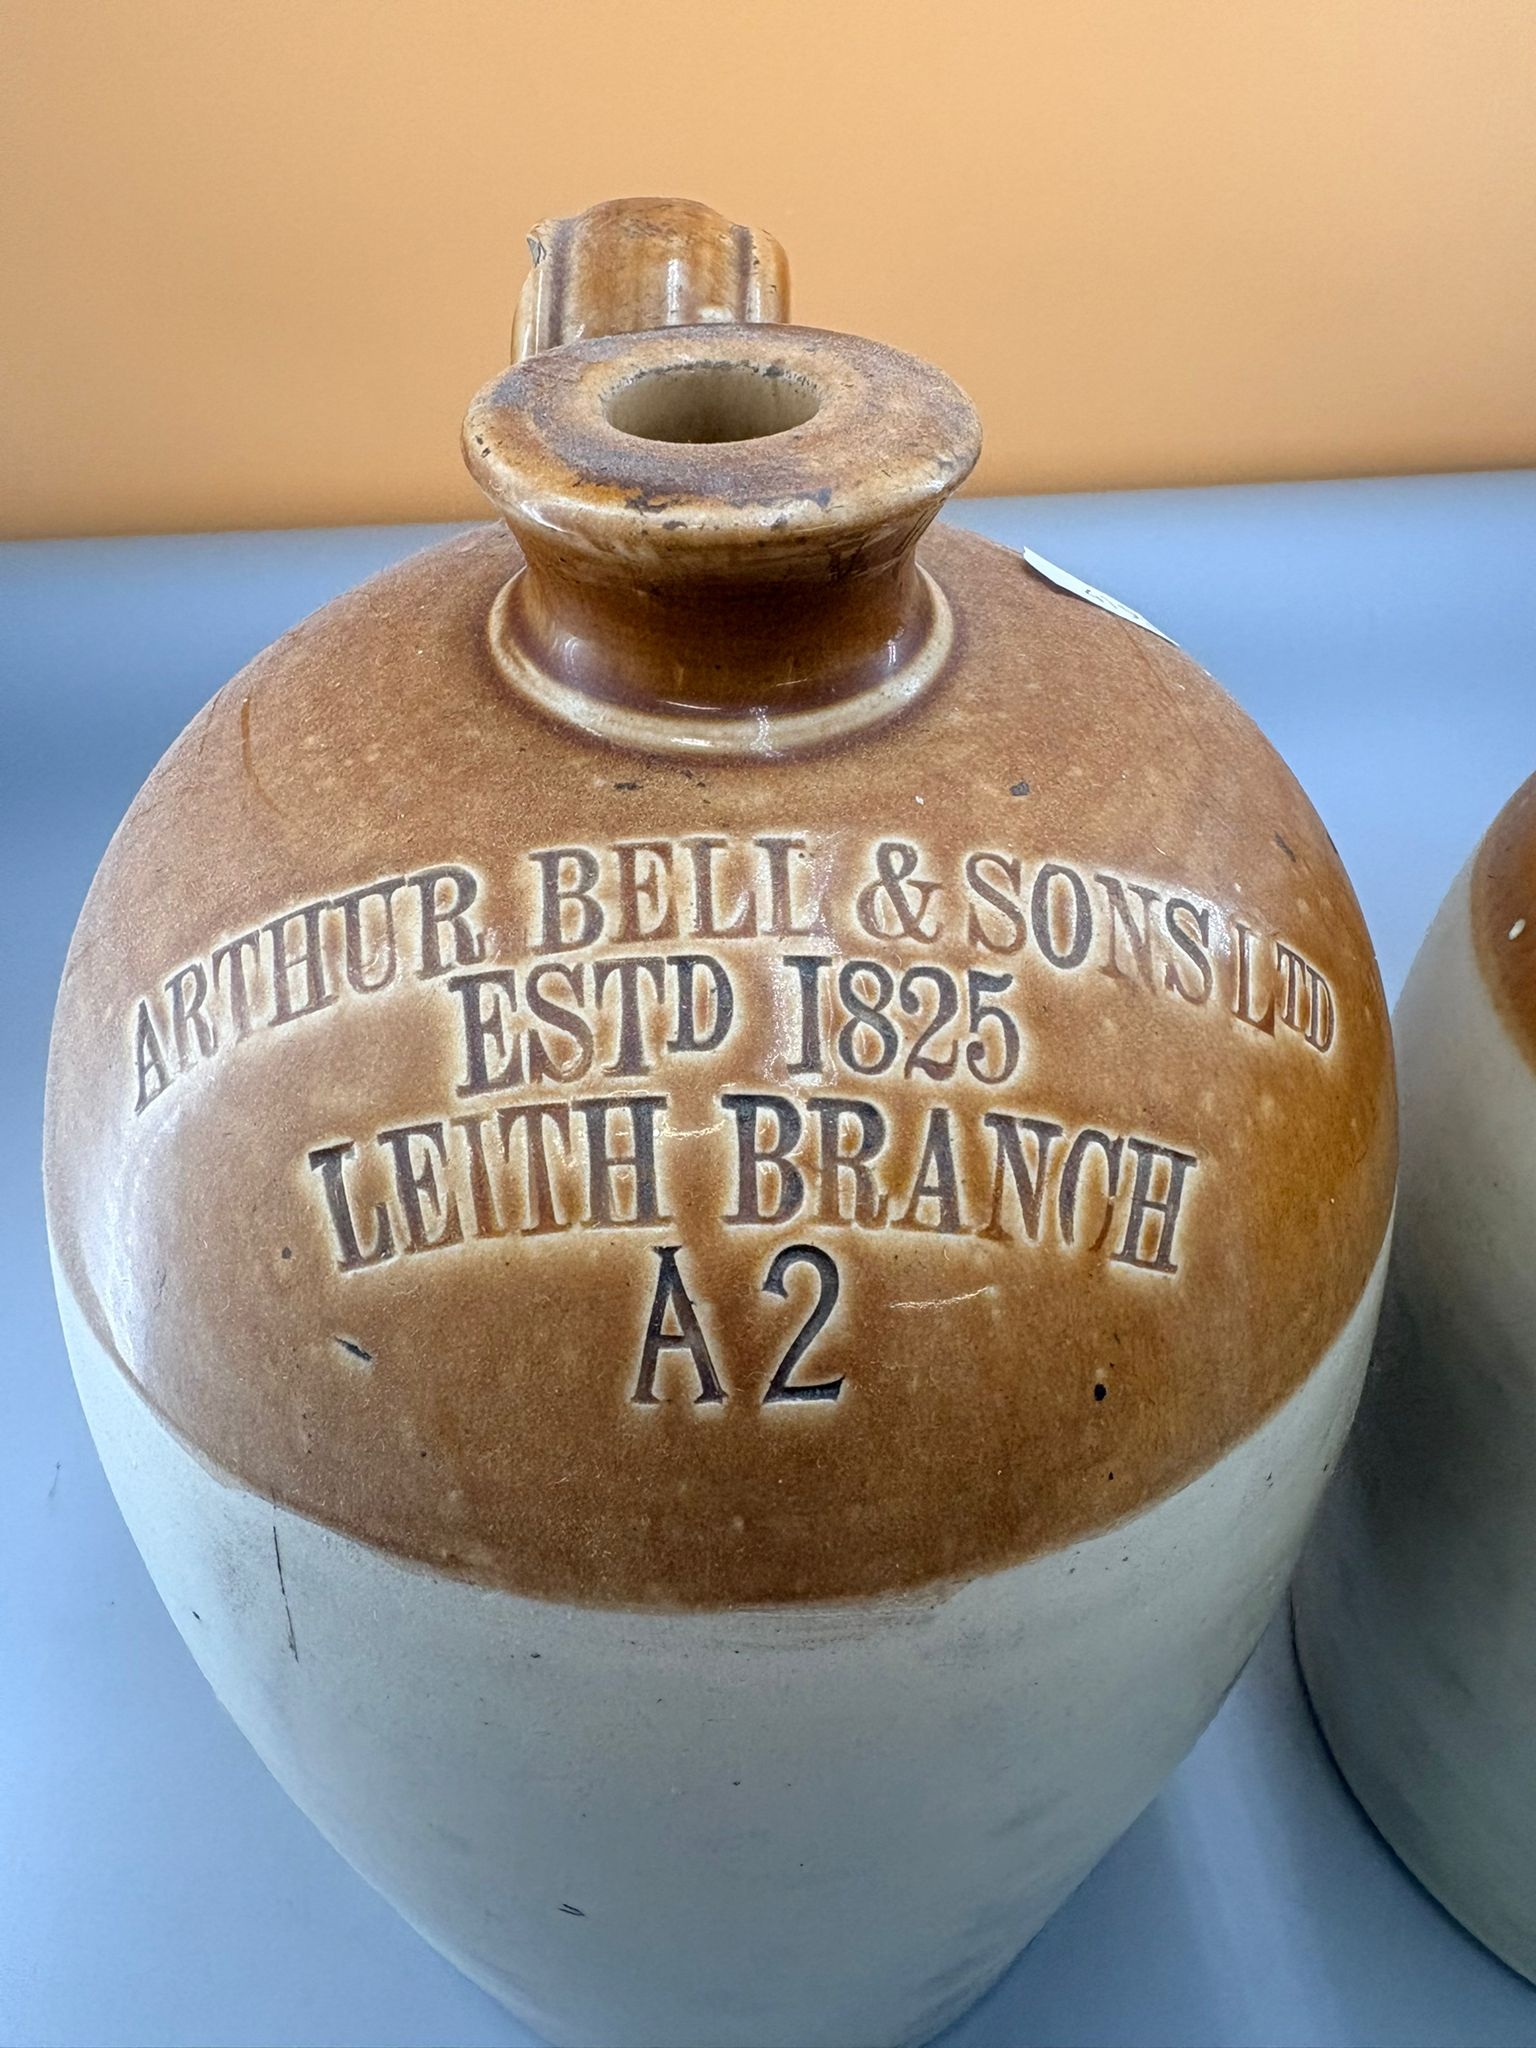 ARTHUR BELL & SONS LTD
ESTD 1825
LEITH BRANCH
A2